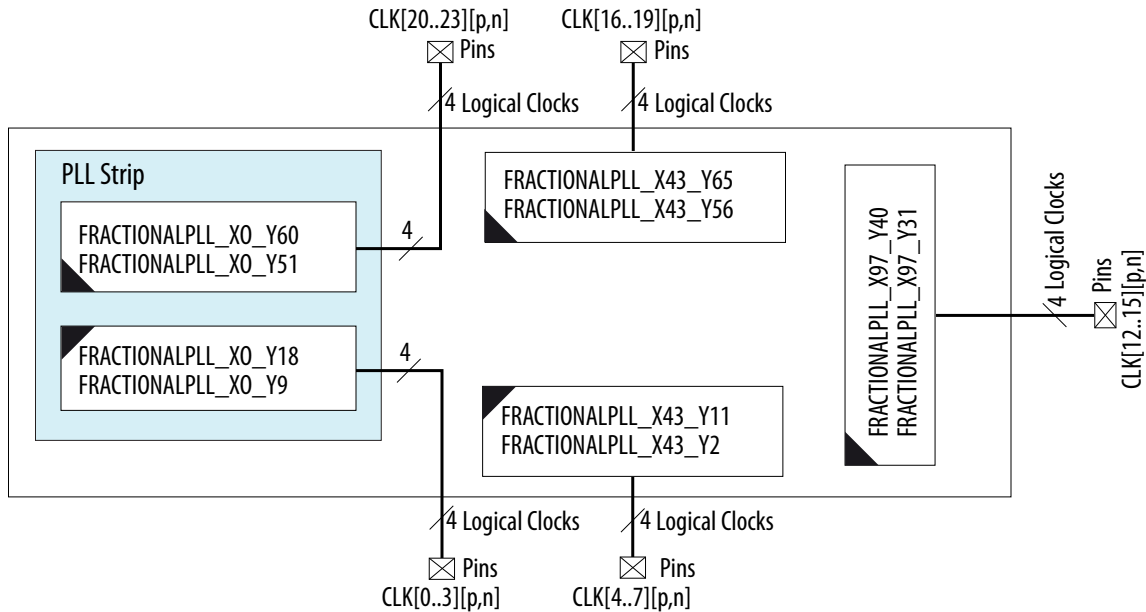 CLK[20..23][p,n]
Pins
4 Logical Clocks
CLK[16..19][p,n]
Pins
4 Logical Clocks
PLL Strip
FRACTIONALPLL_X0_Y60
FRACTIONALPLL_X0_Y51
4
FRACTIONALPLL_X0_Y18
FRACTIONALPLL_X0_Y9
4
FRACTIONALPLL_X43_Y65
FRACTIONALPLL_X43_Y56
FRACTIONALPLL_X43_Y11
FRACTIONALPLL_X43_Y2
FRACTIONALPLL_X97_Y40
FRACTIONALPLL_X97_Y31
4 Logical Clocks
Pins
CLK[12..15][p,n]
4 Logical Clocks
Pins
CLK[0..3][p,n]
4 Logical Clocks
Pins
CLK[4..7][p,n]